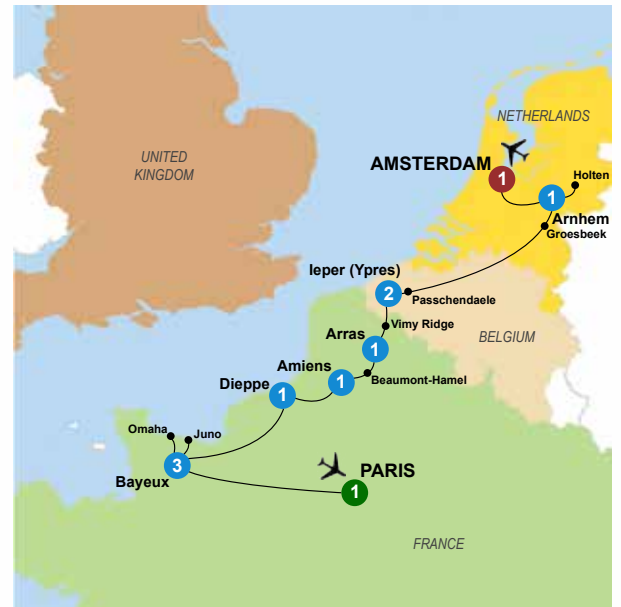 NETHERLANDS
UNITED
KINGDOM
AMSTERDAM
1
Holten
1
Arnhem
Groesbeek
Ieper (Ypres)
2
Passchendaele
Vimy Ridge
BELGIUM
Arras
1
Amiens
1
Beaumont-Hamel
Dieppe
1
Omaha
Juno
3
Bayeux
PARIS
1
FRANCE